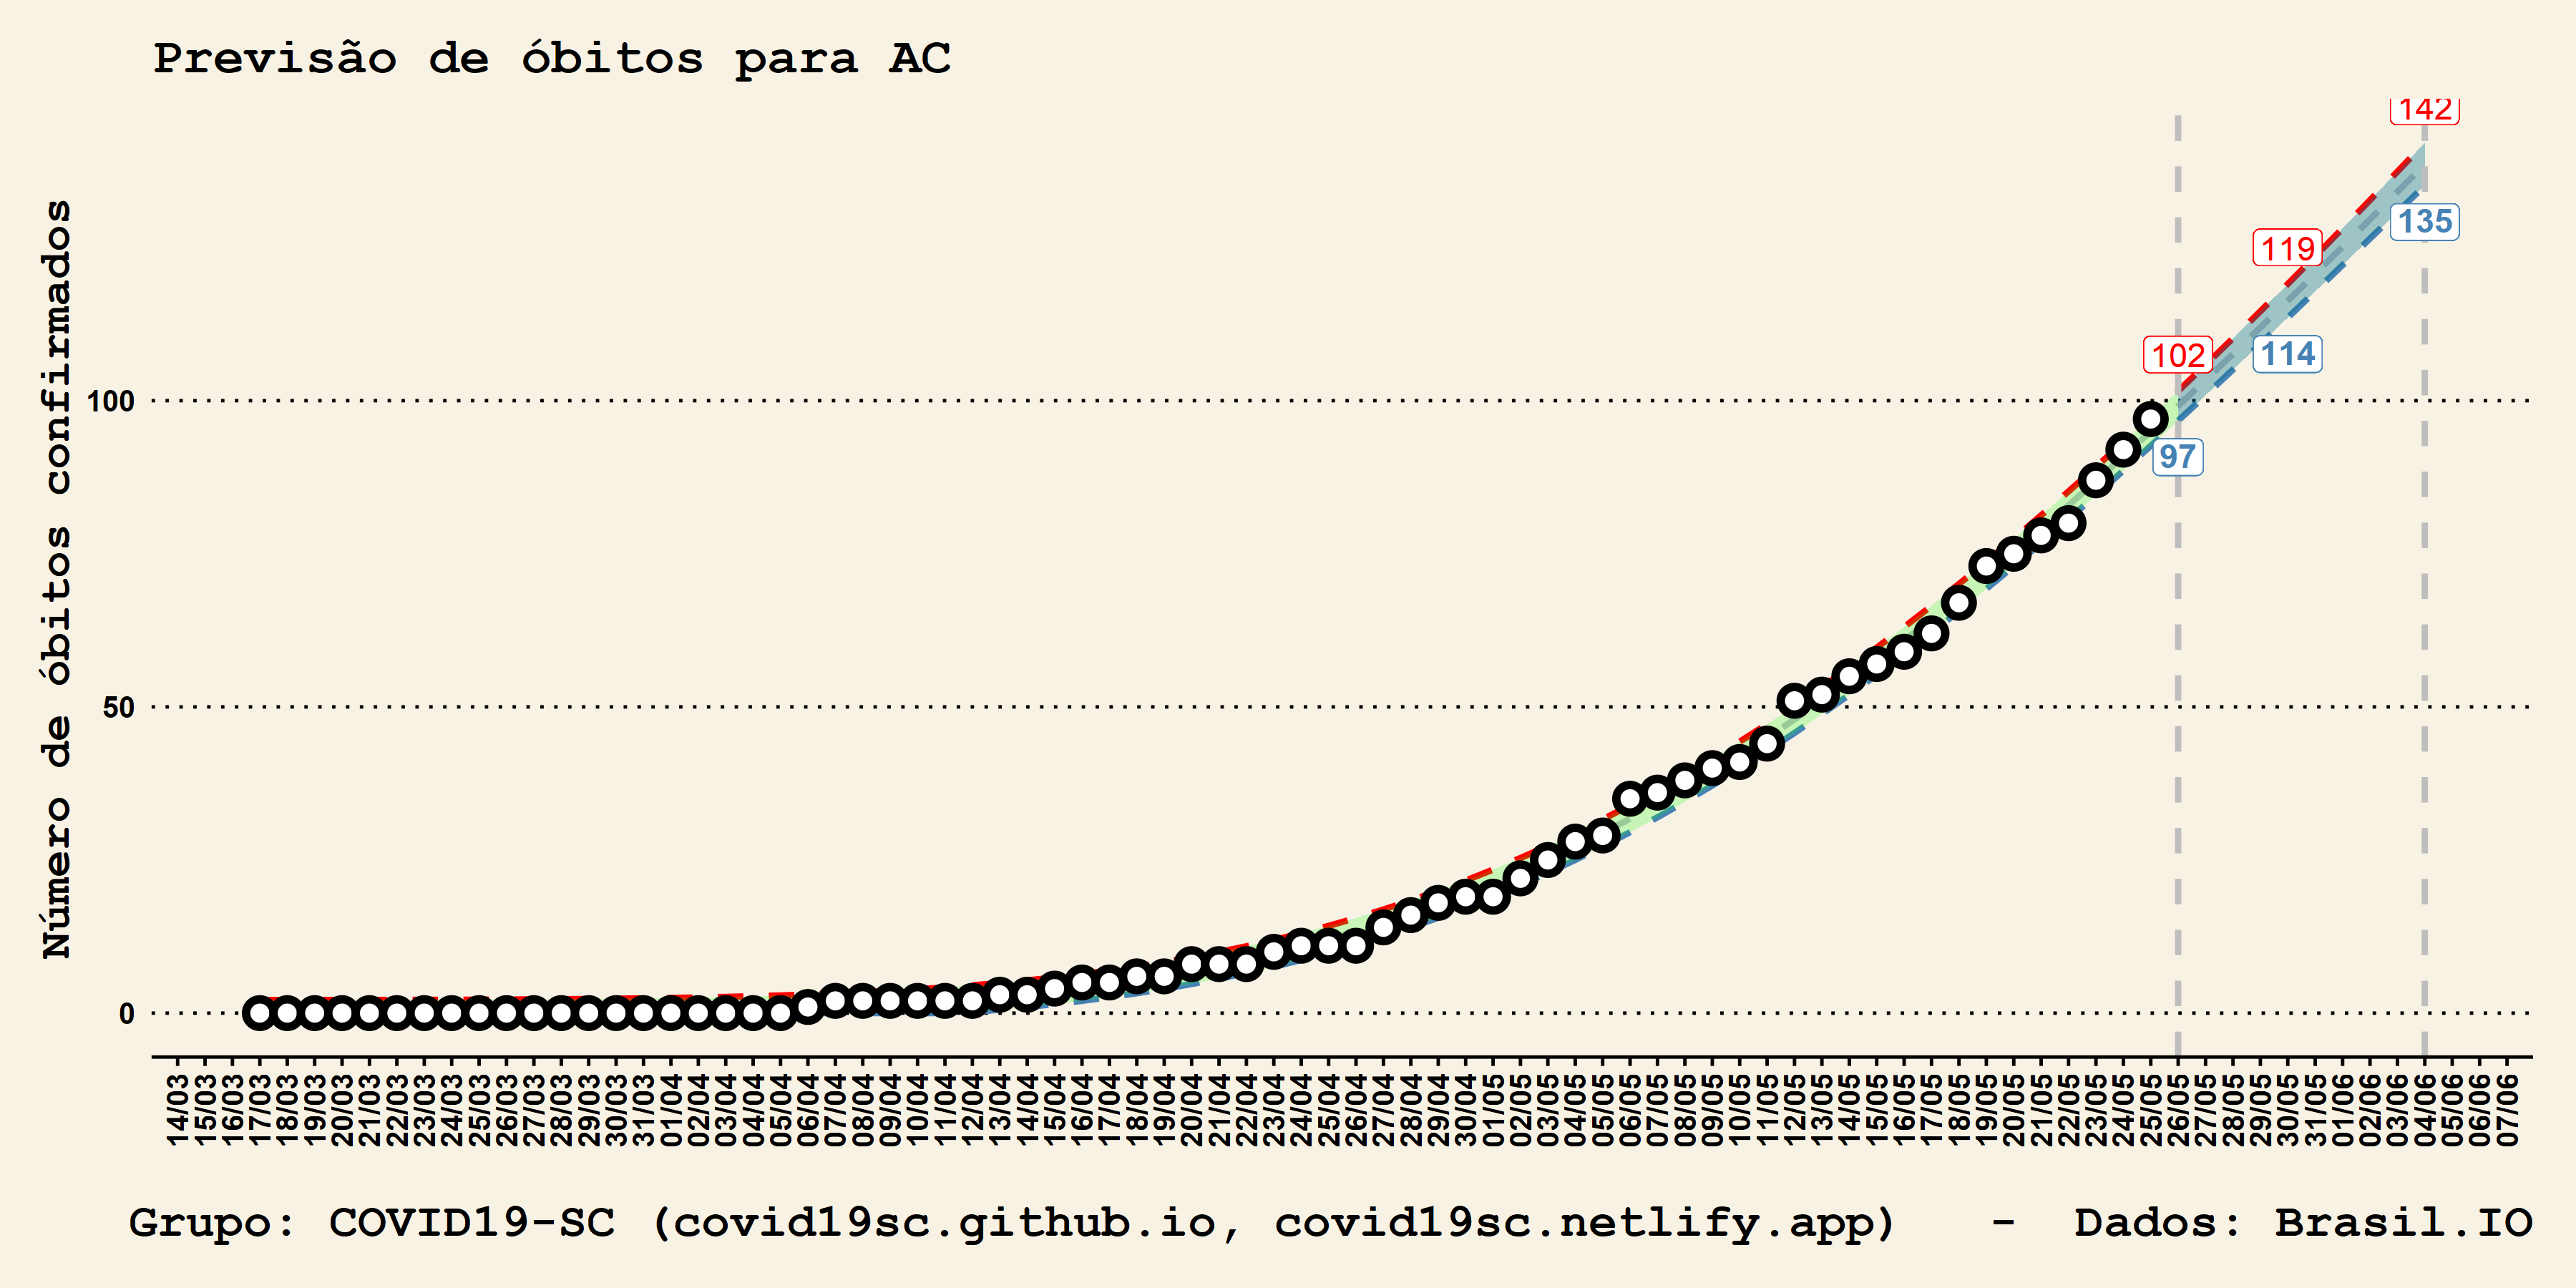 Previsão de óbitos para AC
Número de óbitos confirmados
142
135
119
114
102
97
100
50
0
14/03 15/03 16/03 17/03 18/03 19/03 20/03 21/03 22/03 23/03 24/03 25/03 26/03 27/03 28/03 29/03 30/03 31/03 01/04 02/04 03/04 04/04 05/04 06/04 07/04 08/04 09/04 10/04 11/04 12/04 13/04 14/04 15/04 16/04 17/04 18/04 19/04 20/04 21/04 22/04 23/04 24/04 25/04 26/04 27/04 28/04 29/04 30/04 01/05 02/05 03/05 04/05 05/05 06/05 07/05 08/05 09/05 10/05 11/05 12/05 13/05 14/05 15/05 16/05 17/05 18/05 19/05 20/05 21/05 22/05 23/05 24/05 25/05 26/05 27/05 28/05 29/05 30/05 31/05 01/06 02/06 03/06 04/06 05/06 06/06 07/06
Grupo: COVID19-SC (covid19sc.github.io, covid19sc.netlify.app) - Dados: Brasil.IO